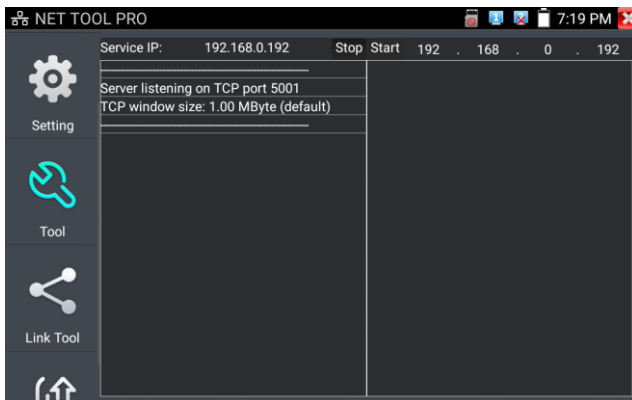 NET TOOL PRO
7:19 PM
Service IP: 192.168.0.192 Stop Start 192 . 168 . 0 . 192
Server listening on TCP port 5001
TCP window size: 1.00 MByte (default)
Setting
Tool
Link Tool